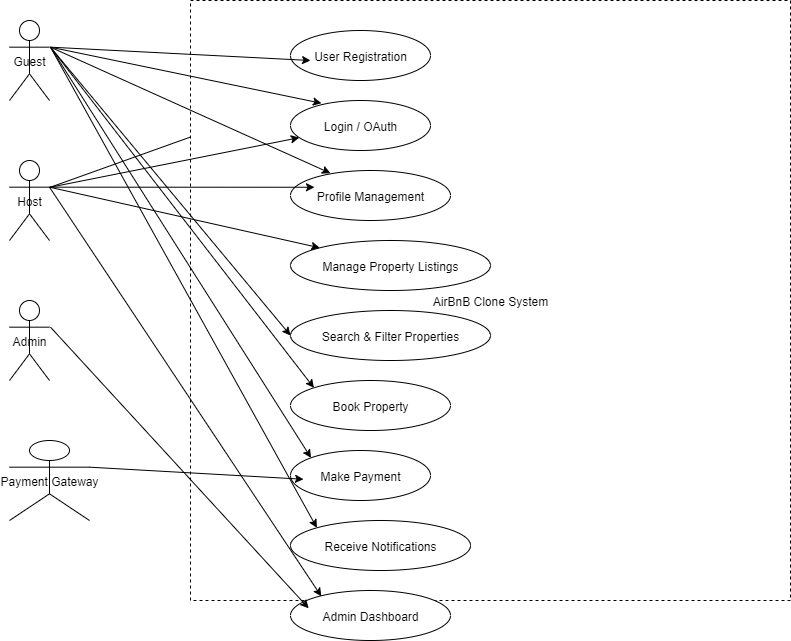 Guest
User Registration
Login / OAuth
Host
Profile Management
Manage Property Listings
AirBnB Clone System
Admin
Search & Filter Properties
Book Property
Payment Gateway
Make Payment
Receive Notifications
Admin Dashboard